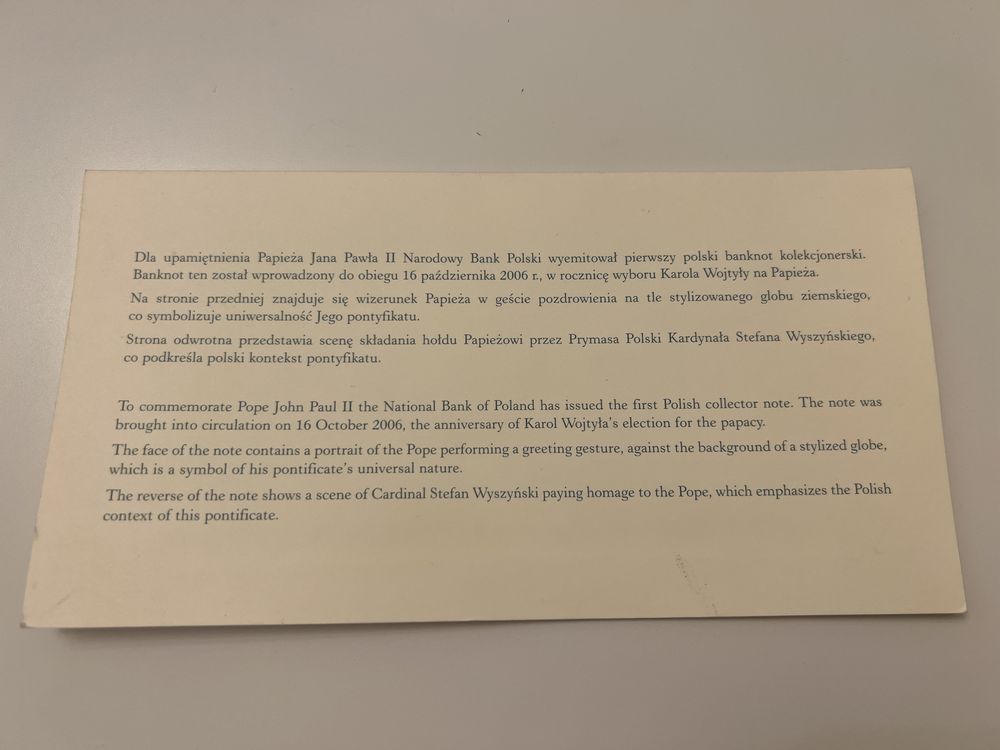 Dla upamiętnienia Papieża Jana Pawła II Narodowy Bank Polski wyemitował pierwszy polski banknot kolekcjonerski.
Banknot ten został wprowadzony do obiegu 16 października 2006 r., w rocznicę wyboru Karola Wojtyły na Papieża.
Na stronie przedniej znajduje się wizerunek Papieża w geście pozdrowienia na tle stylizowanego globu ziemskiego,
co symbolizuje uniwersalność Jego pontyfikatu.
Strona odwrotna przedstawia scenę składania hołdu Papieżowi przez Prymasa Polski Kardynała Stefana Wyszyńskiego,
co podkreśla polski kontekst pontyfikatu.
To commemorate Pope John Paul II the National Bank of Poland has issued the first Polish collector note. The note was
brought into circulation on 16 October 2006, the anniversary of Karol Wojtyła's election for the papacy.
The face of the note contains a portrait of the Pope performing a greeting gesture, against the background of a stylized globe,
which is a symbol of his pontificate's universal nature.
The reverse of the note shows a scene of Cardinal Stefan Wyszyński paying homage to the Pope, which emphasizes the Polish
context of this pontificate.